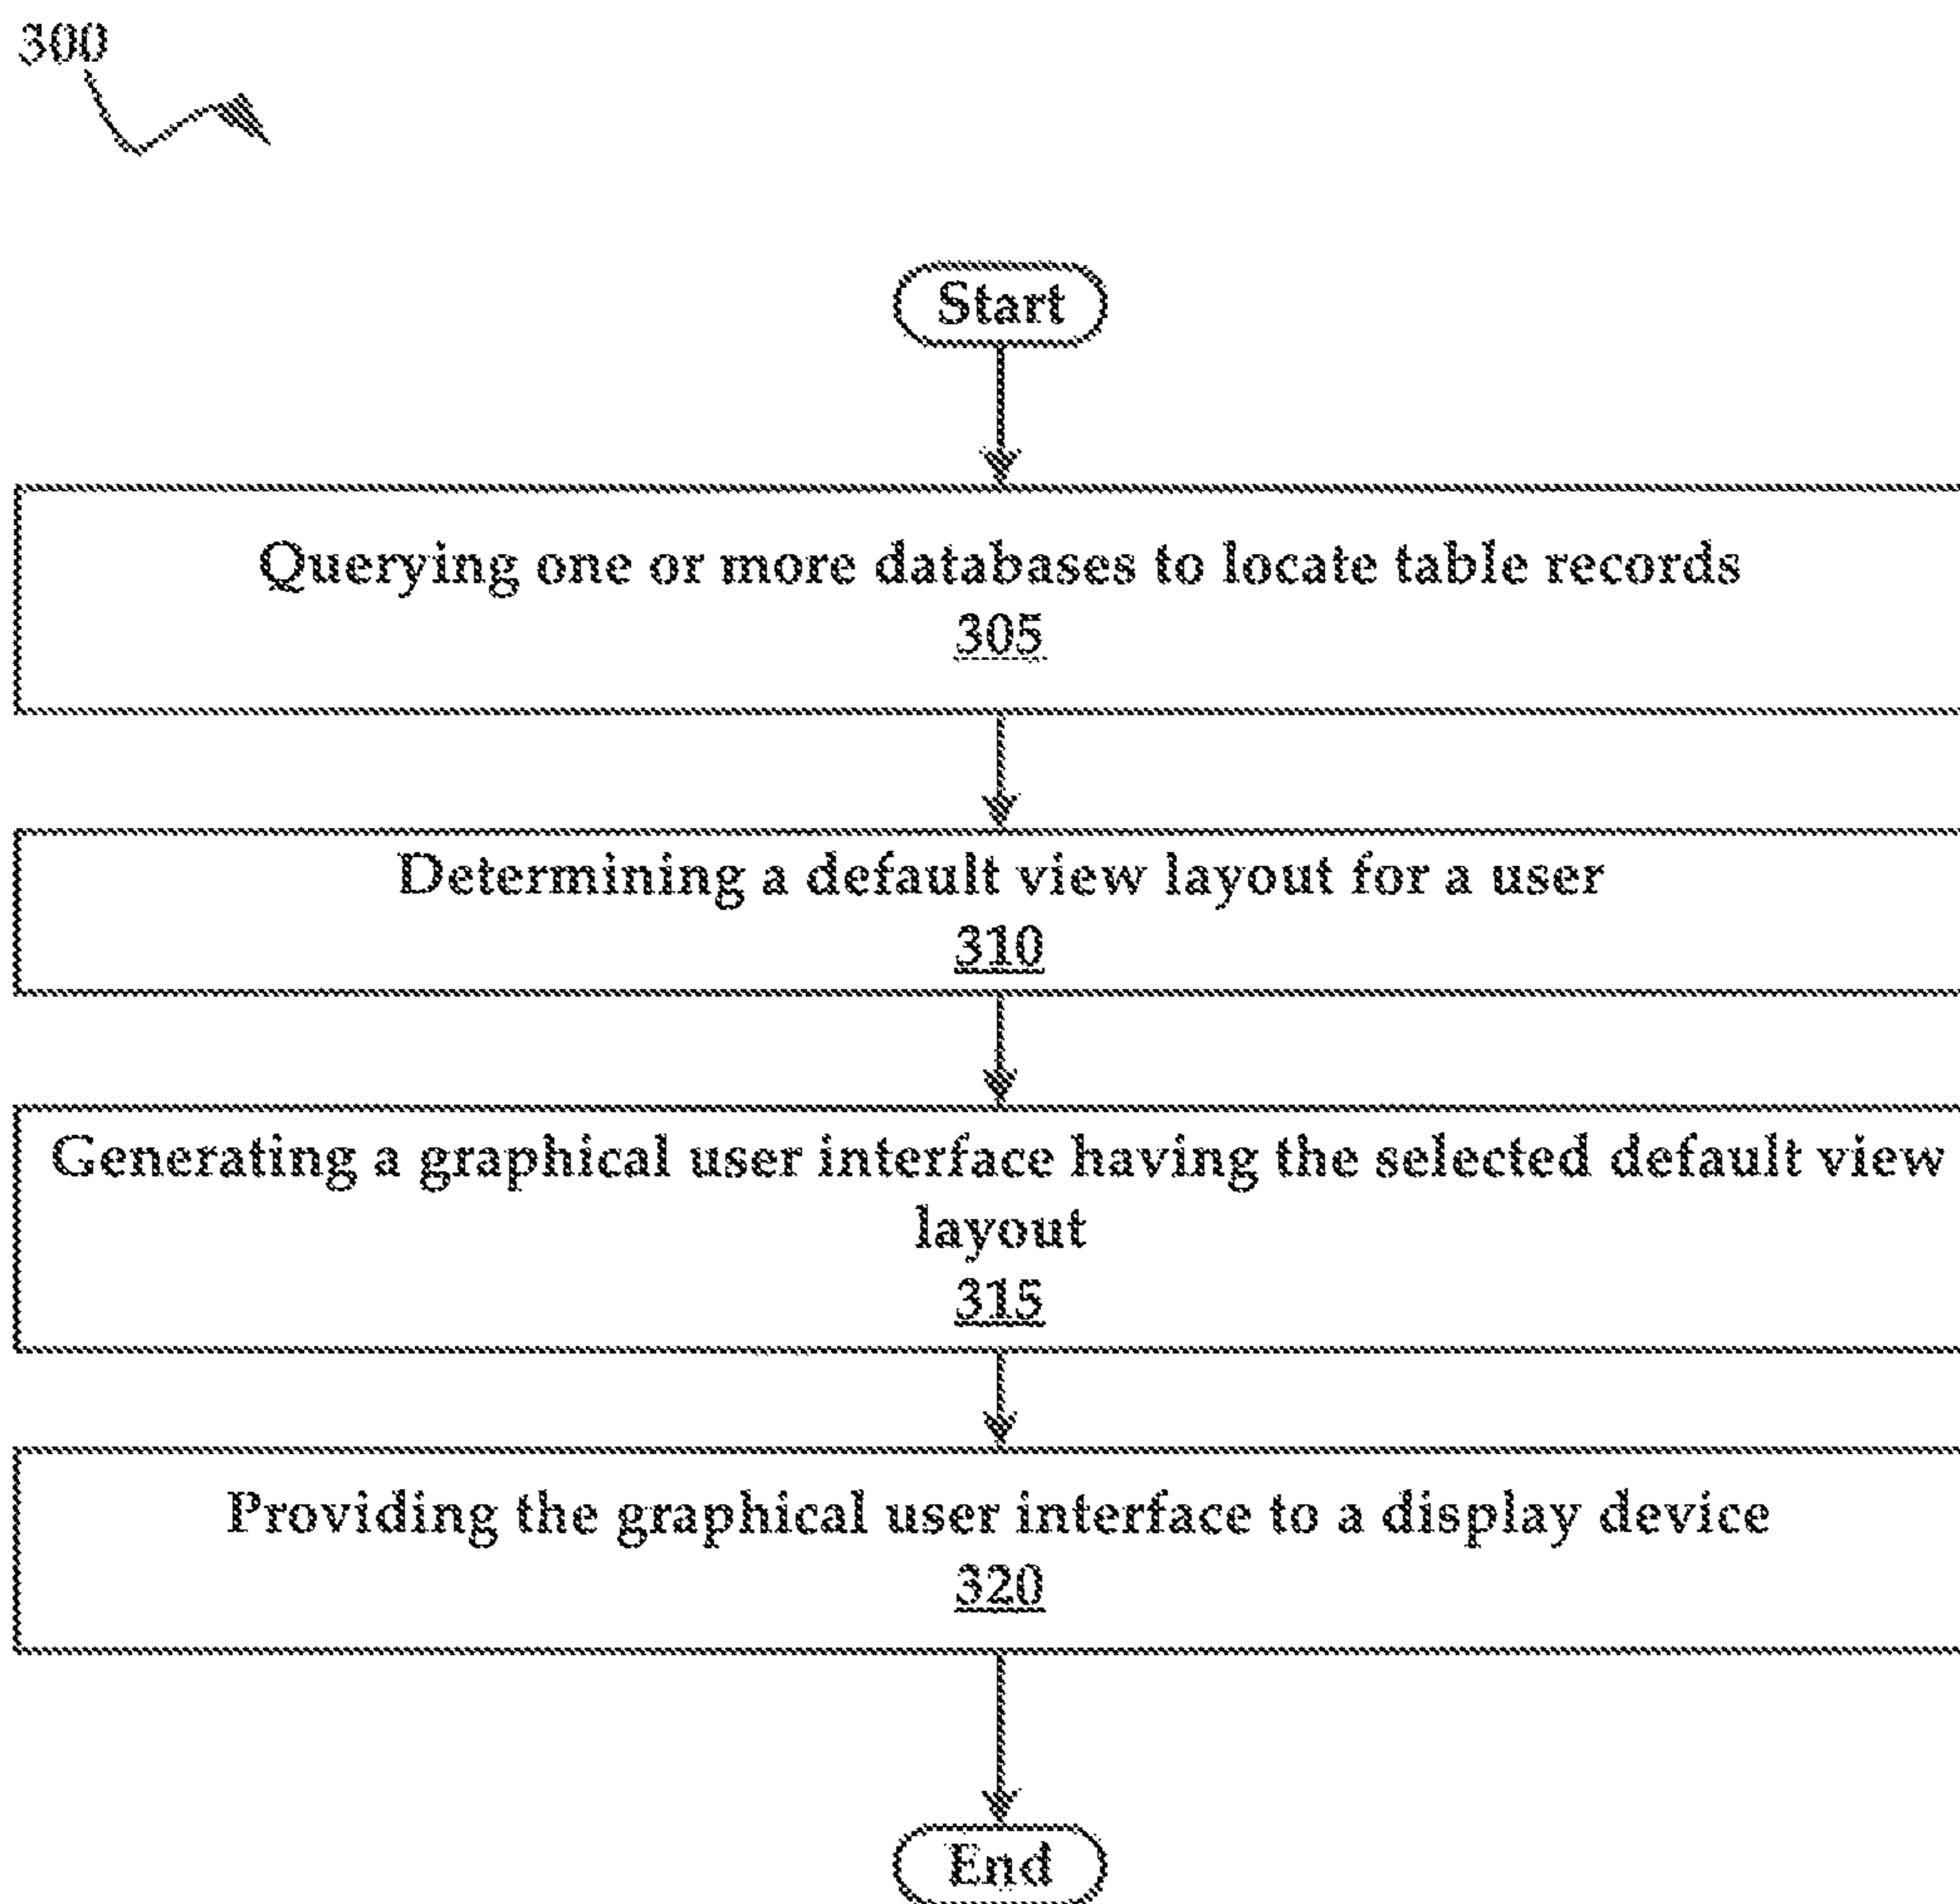 300
Start
Querying one or more databases to locate table records
305
Determining a default view layout for a user
310
Generating a graphical user interface having the selected default view
layout
315
Providing the graphical user interface to a display device
320
End